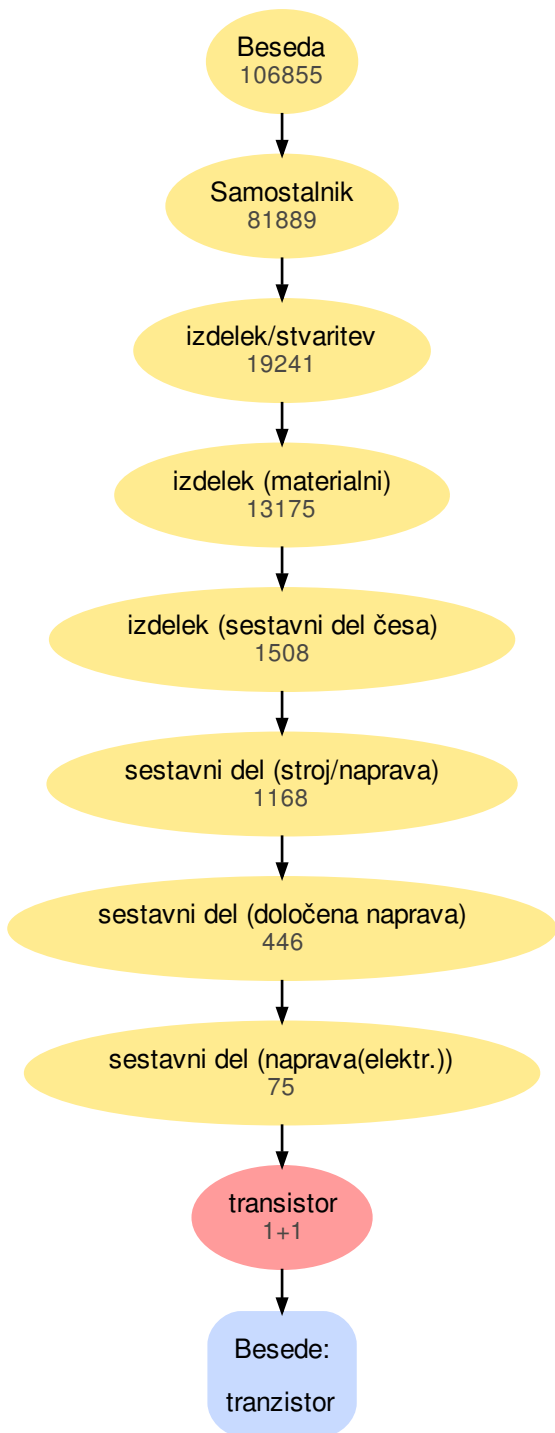 Beseda
106855
Samostalnik
81889
izdelek/stvaritev
19241
izdelek (materialni)
13175
izdelek (sestavni del česa)
1508
sestavni del (stroj/naprava)
1168
sestavni del (določena naprava)
446
sestavni del (naprava(elektr.))
75
transistor
1+1
Besede:
tranzistor